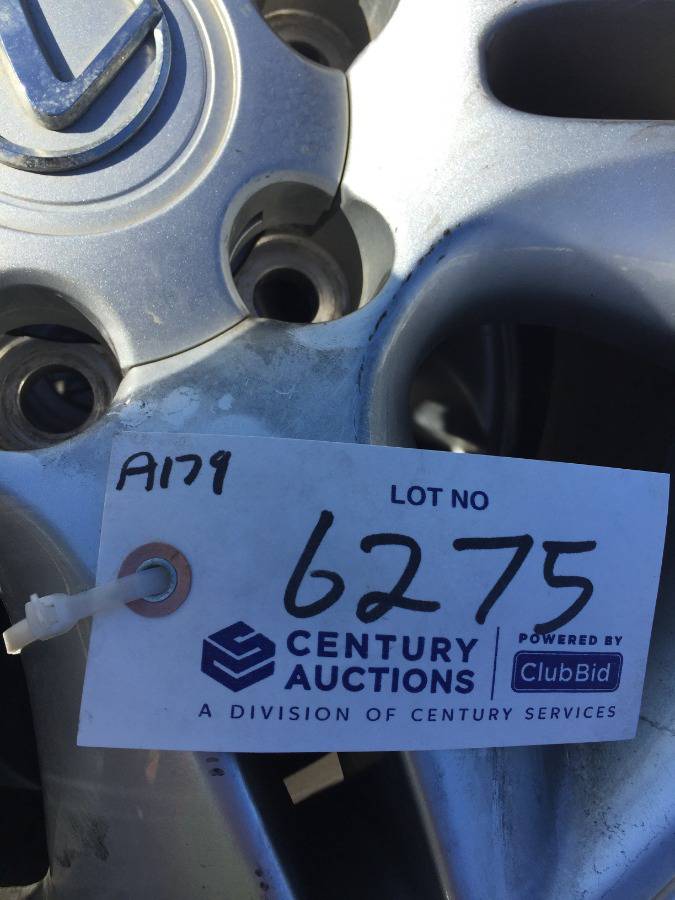 A179
LOT NO
6275
CENTURY
AUCTIONS
POWERED BY
ClubBid
A DIVISION OF CENTURY SERVICES